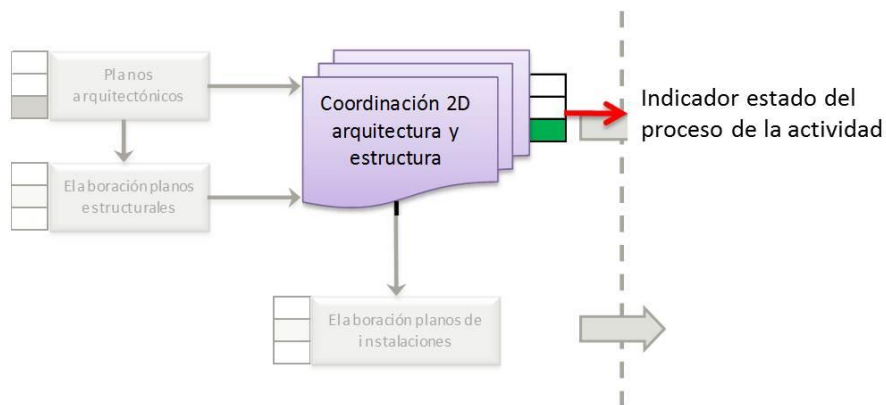 Planos
arquitectónicos
Elaboración planos
estructurales
Coordinación 2D
arquitectura y
estructura
Indicador estado del
proceso de la actividad
Elaboración planos de
instalaciones